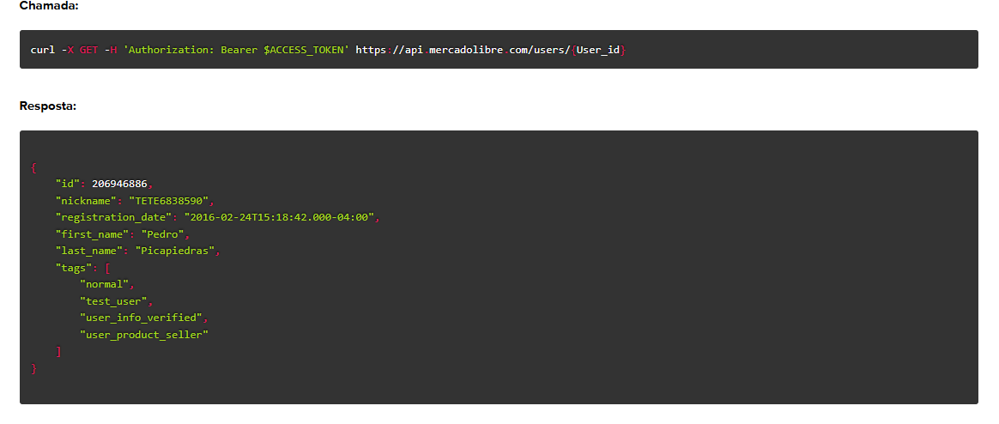 Chamada:
curl -X GET -H 'Authorization: Bearer $ACCESS_TOKEN' https://api.mercadolibre.com/users/{User_id}
Resposta:
{
"id": 206946886,
"nickname": "TETE6838590",
"registration_date": "2016-02-24T15:18:42.000-04:00",
"first_name": "Pedro",
"last_name": "Picapiedras",
"tags": [
"normal",
"test_user",
"user_info_verified",
"user_product_seller"
]
}